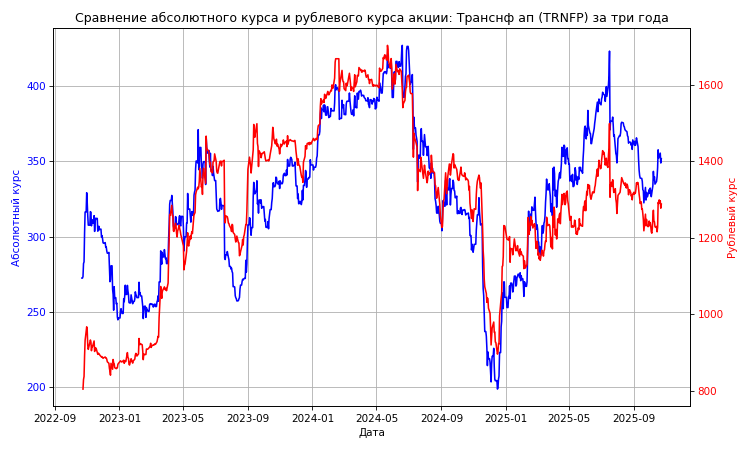 Сравнение абсолютного курса и рублевого курса акции: Транснф ап (TRNFP) за три года
400
350
300
250
200
Абсолютный курс
1600
1400
1200
1000
800
Рублевый курс
2022-09 2023-01 2023-05 2023-09 2024-01 2024-05 2024-09 2025-01 2025-05 2025-09
Дата